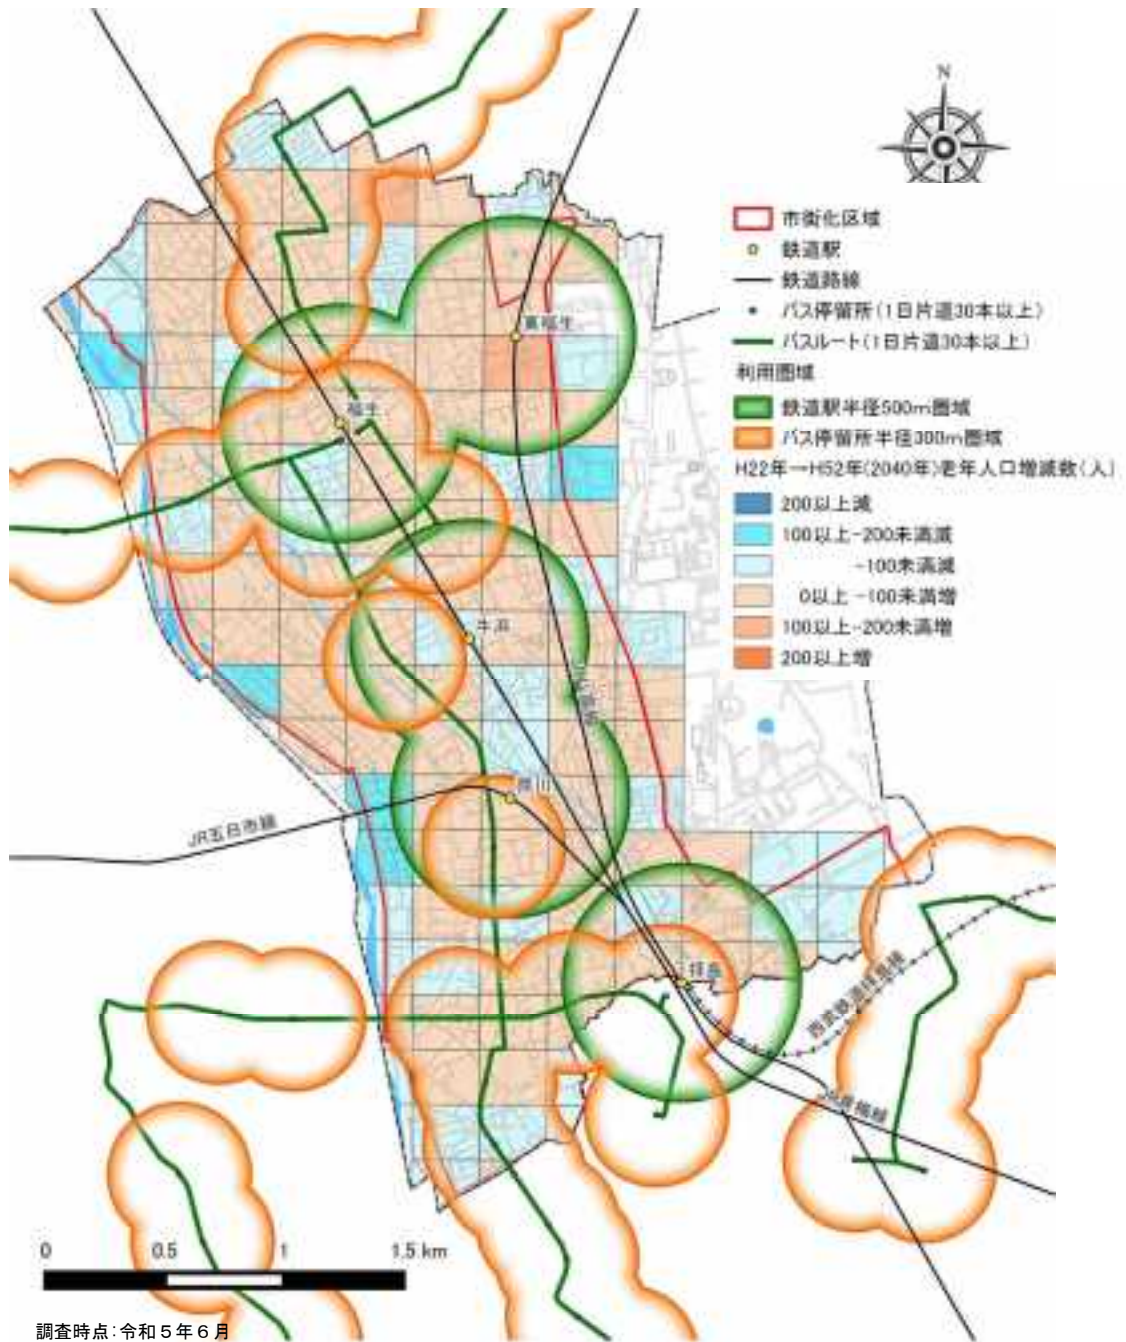 N
市街化区域
鉄道駅
鉄道路線
バス停留所(1日片道30本以上)
バスルート(1日片道30本以上)
利用圏域
鉄道駅半径500m圏域
バス停留所半径300m圏域
H22年→H52年(2040年)老年人口増減数(人)
200以上減
100以上-200未満減
-100未満減
0以上-100未満増
100以上-200未満増
200以上増
東福生
福生
牛浜
熊川
JR五日市線
拝島
西武鉄道拝島線
0 0.5 1 1.5 km
調査時点:令和5年6月